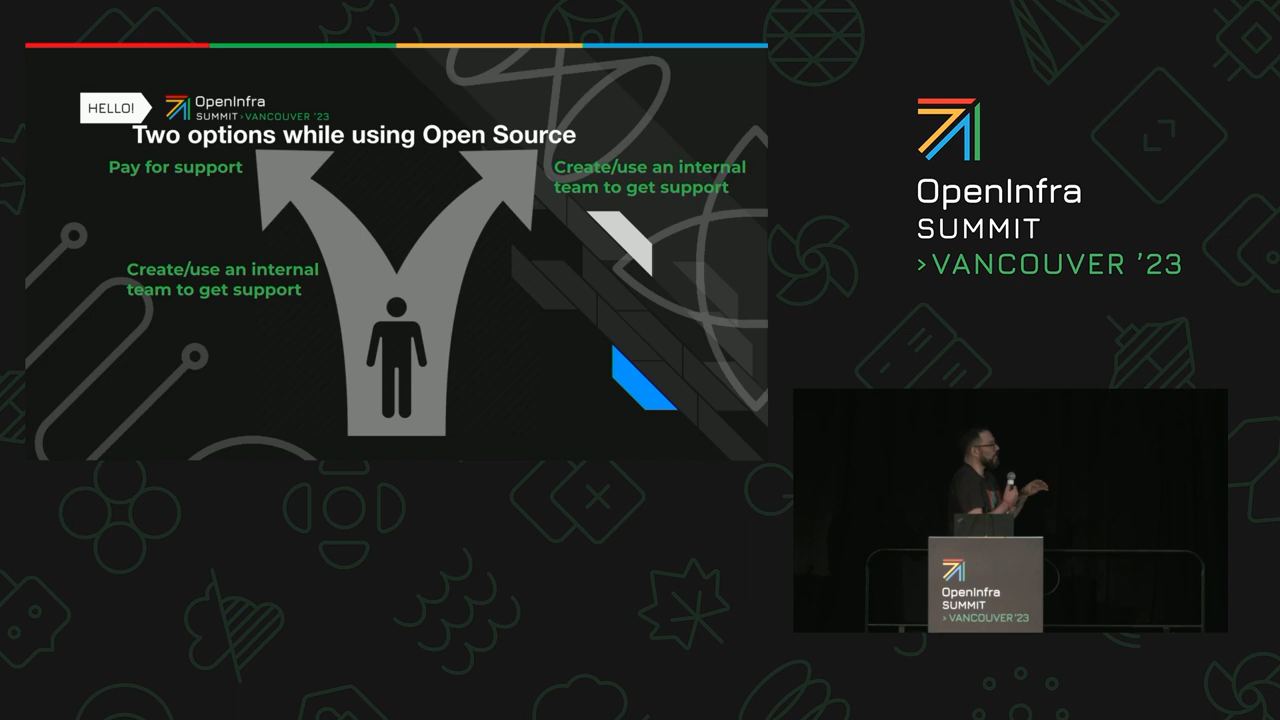 HELLO!
OpenInfra
SUMMIT›VANCOUVER '23
Two options while using Open Source
Pay for support
Create/use an internal
team to get support
Create/use an internal
team to get support
OpenInfra
SUMMIT
›VANCOUVER '23
OpenInfra
SUMMIT
›VANCOUVER '23